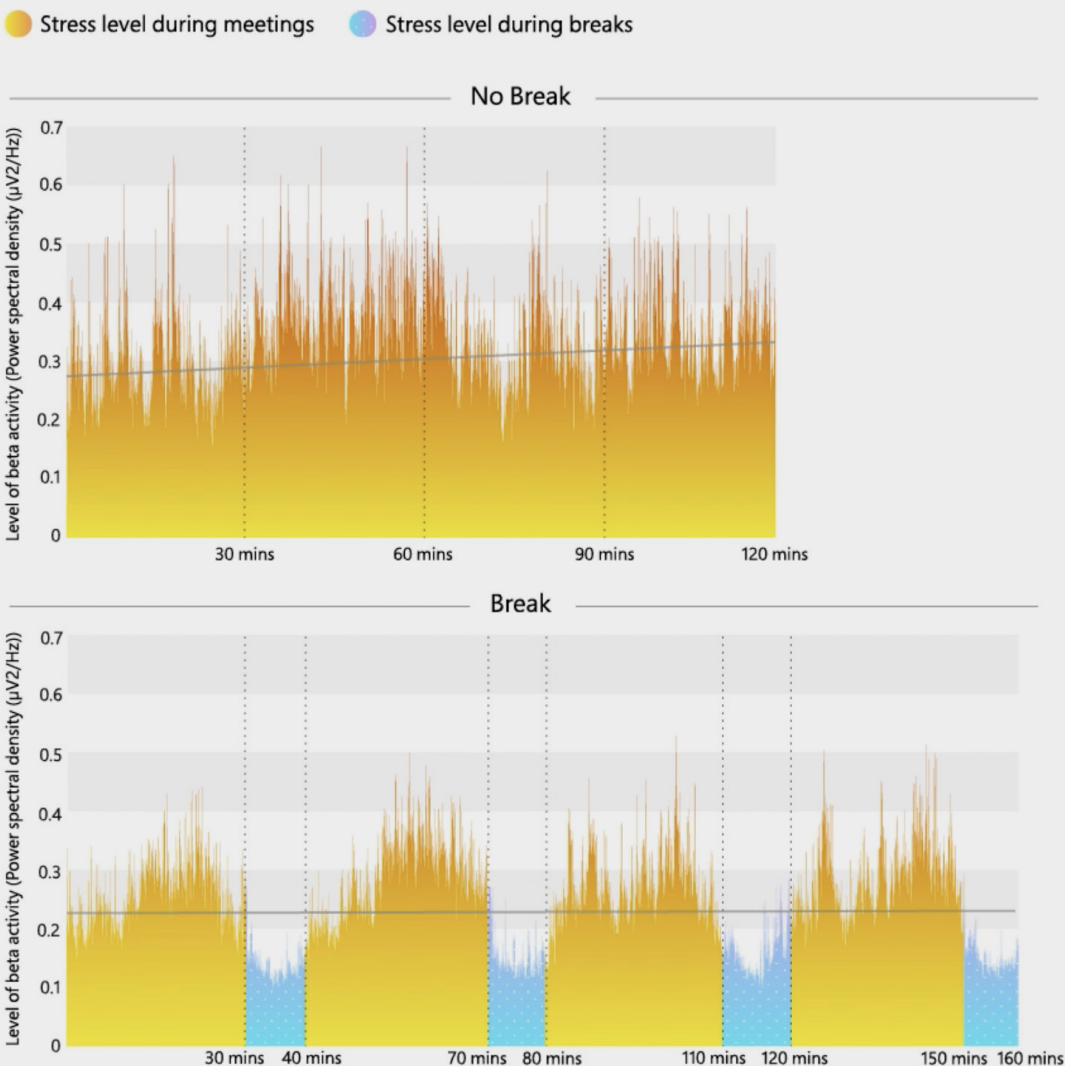 Stress level during meetings Stress level during breaks
No Break
Level of beta activity (Power spectral density (µV2/Hz))
0.7
0.6
0.5
0.4
0.3
0.2
0.1
0
30 mins 60 mins 90 mins 120 mins
Break
Level of beta activity (Power spectral density (µV2/Hz))
0.7
0.6
0.5
0.4
0.3
0.2
0.1
0
30 mins 40 mins 70 mins 80 mins 110 mins 120 mins 150 mins 160 mins